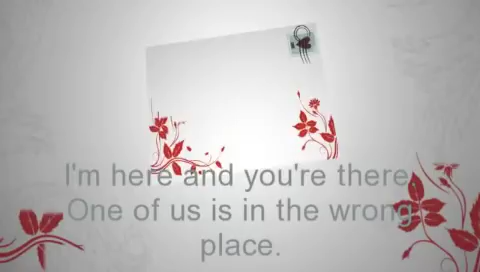 I'm here and you're there.
One of us is in the wrong
place.